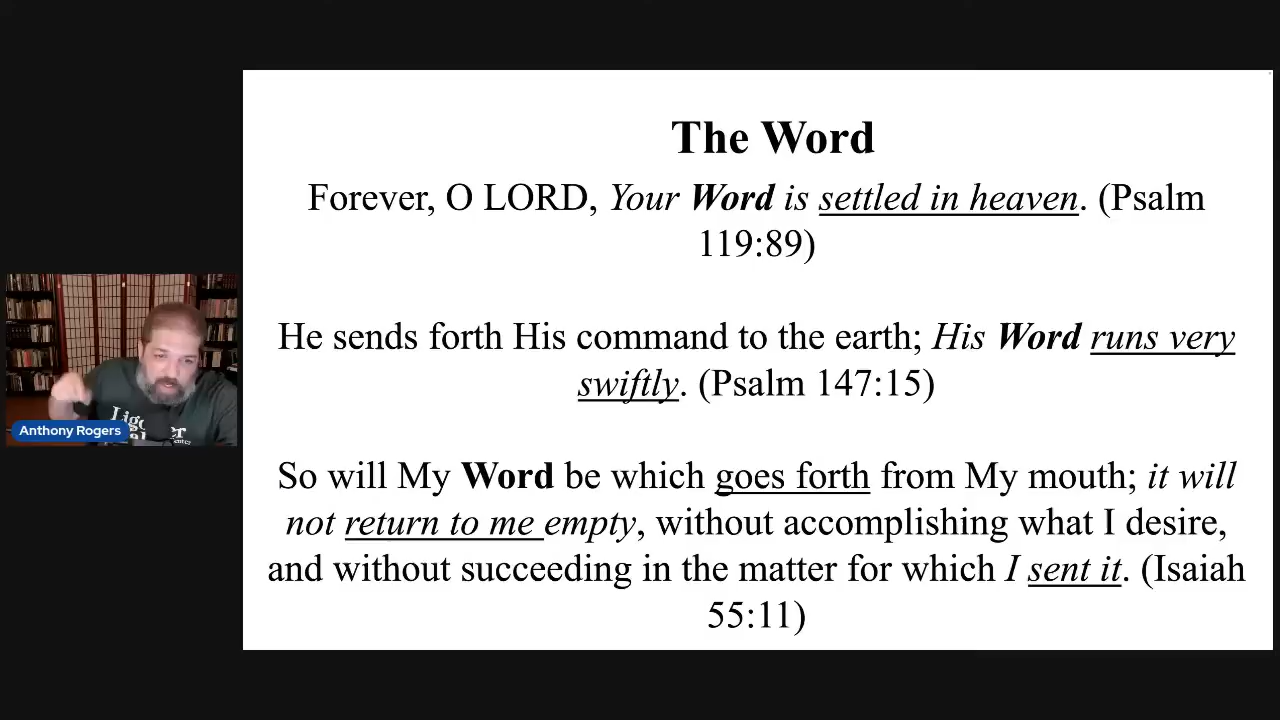 The Word
Forever, O LORD, Your Word is settled in heaven. (Psalm
119:89)
He sends forth His command to the earth; His Word runs very
swiftly. (Psalm 147:15)
So will My Word be which goes forth from My mouth; it will
not return to me empty, without accomplishing what I desire,
and without succeeding in the matter for which I sent it. (Isaiah
55:11)
Anthony Rogers